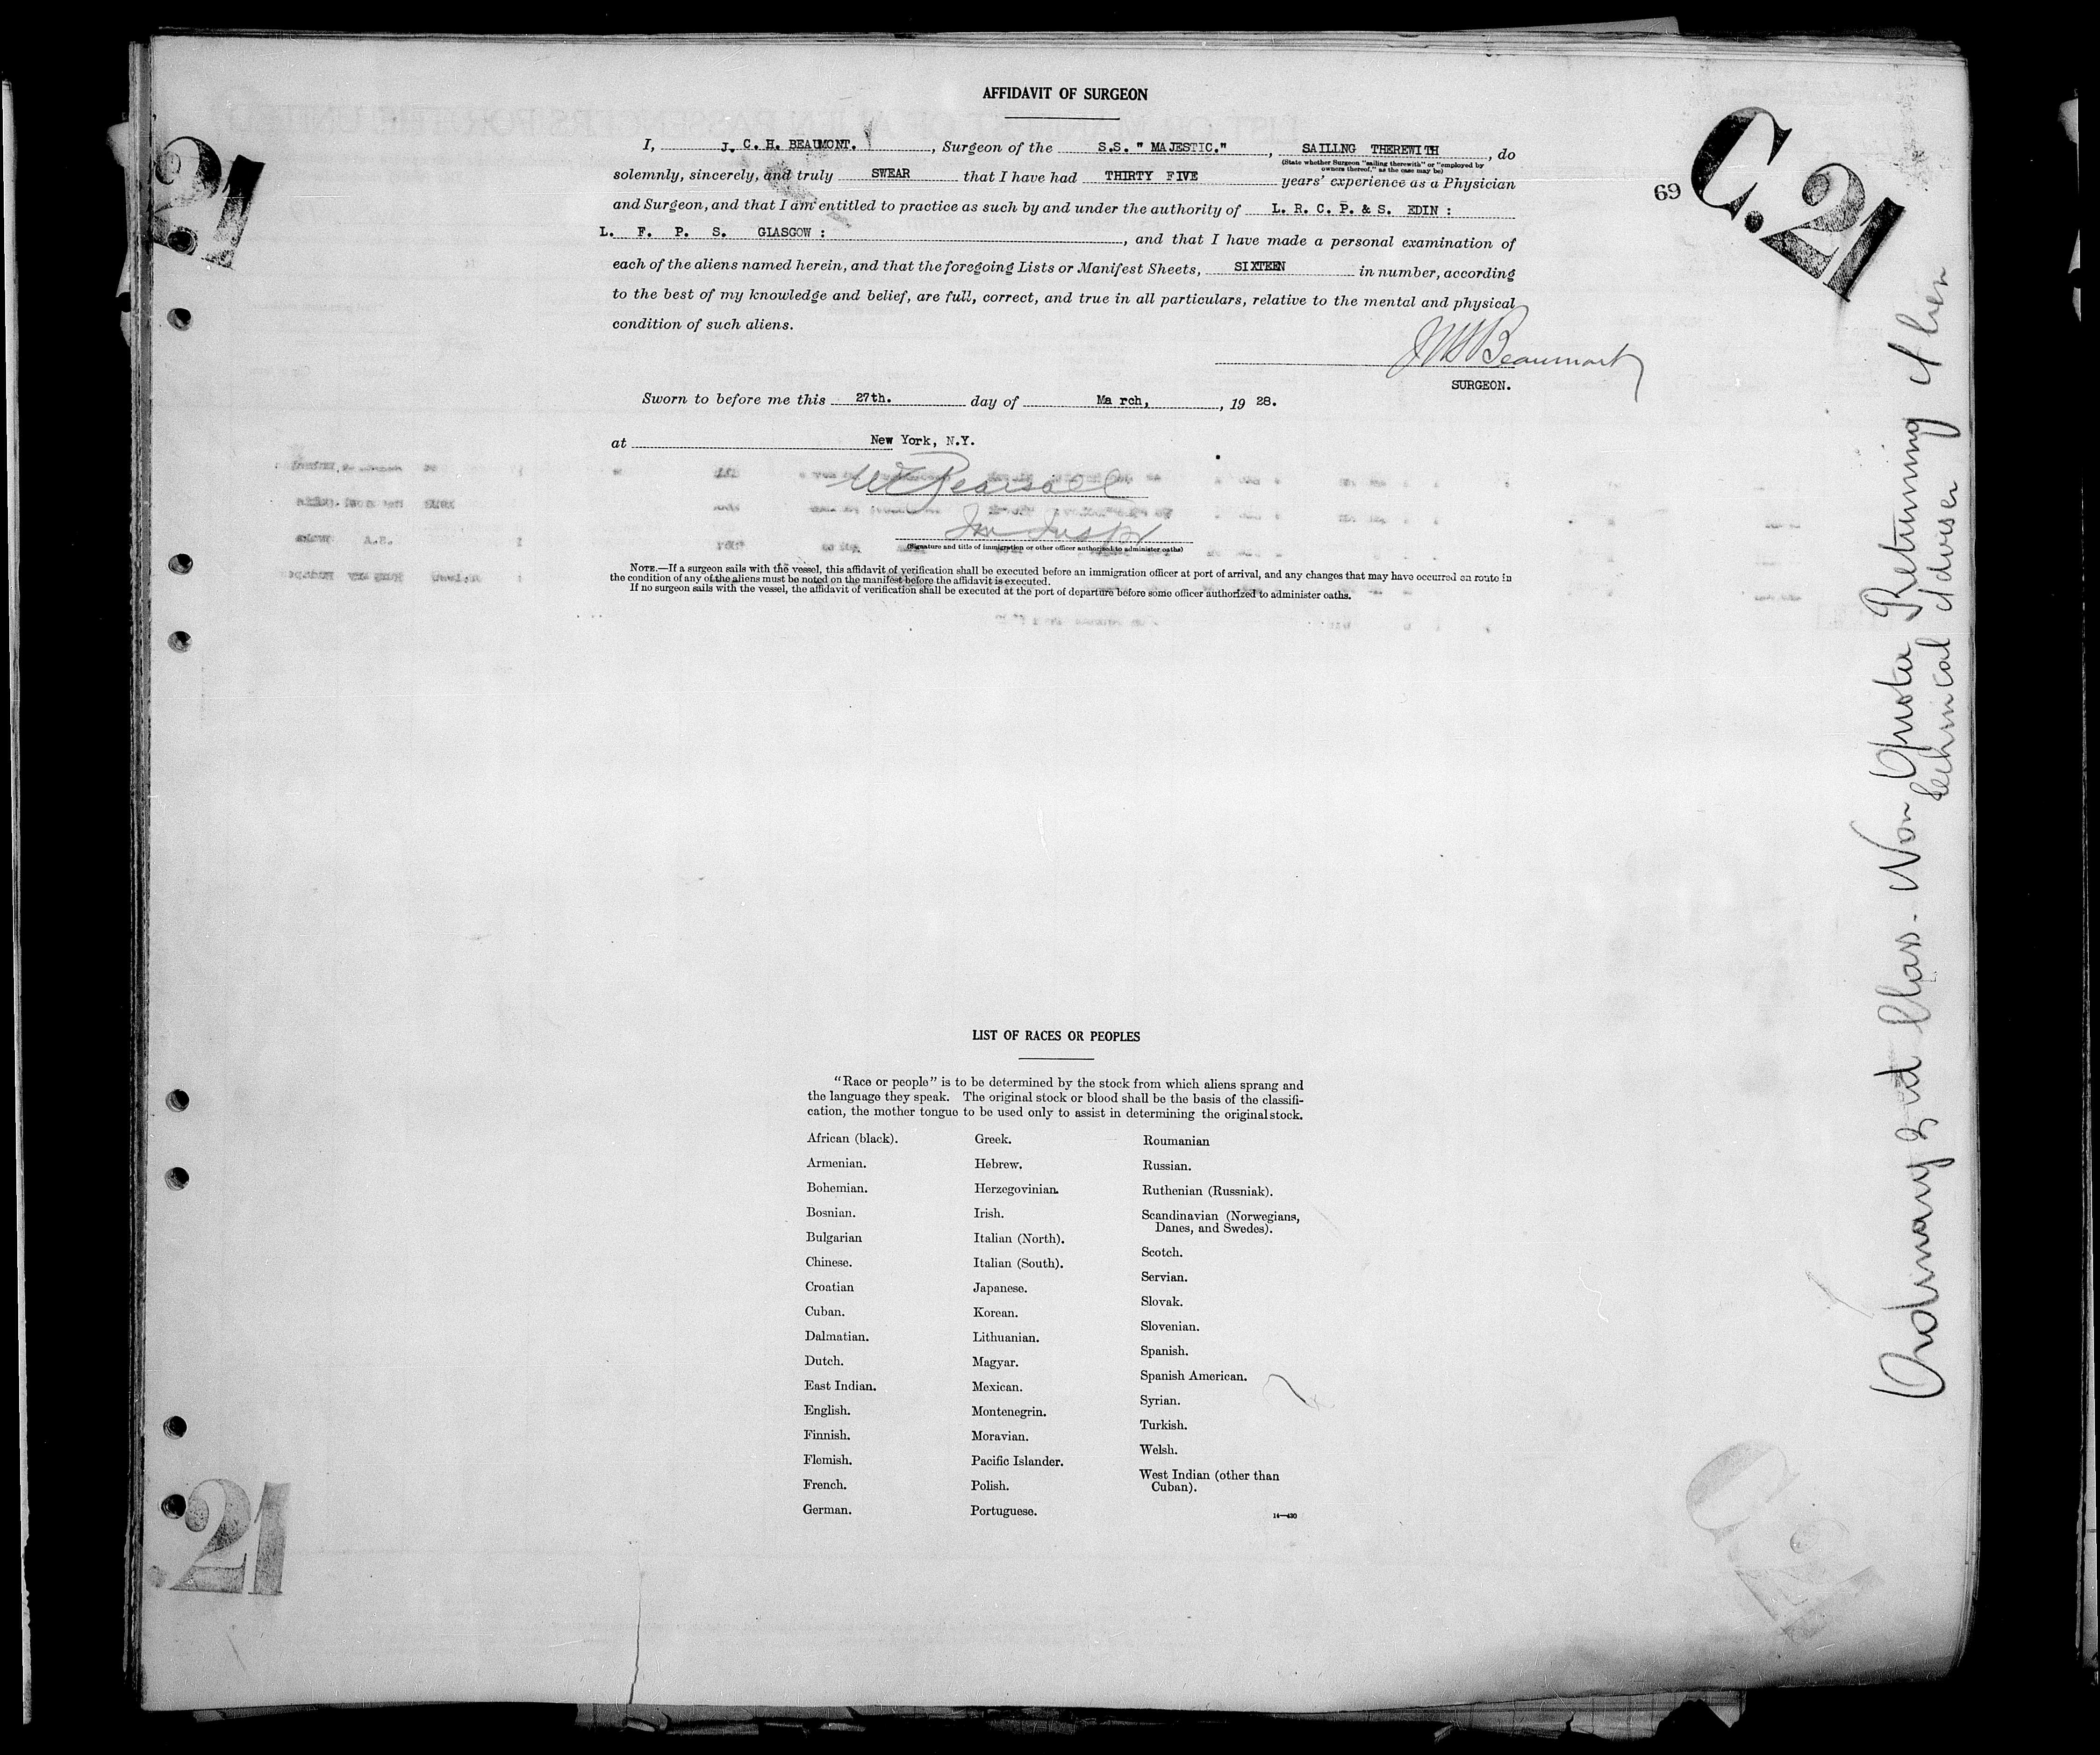 AFFIDAVIT OF SURGEON
I, J. C. H. BEAUMONT. , Surgeon of the S.S. " MAJESTIC." , SAILLNG THEREWITH , do
(State whether Surgeon "sailing therewith" or "employed by
owners thereof," as the case may be)
solemnly, sincerely, and truly SWEAR that I have had THIRTY FIVE years' experience as a Physician
and Surgeon, and that I am entitled to practice as such by and under the authority of L. R. C. P. & S. EDIN :
L. F. P. S. GLASGOW : , and that I have made a personal examination of
each of the aliens named herein, and that the foregoing Lists or Manifest Sheets, SIXTEEN in number, according
to the best of my knowledge and belief, are full, correct, and true in all particulars, relative to the mental and physical
condition of such aliens.
Beaumont
SURGEON.
Sworn to before me this 27th. day of Ma rch, , 19 28.
at New York, N.Y.
Pearsall
Imm Inspr
(Signature and title of immigration or other officer authorized to administer oaths)
NOTE.—If a surgeon sails with the vessel, this affidavit of verification shall be executed before an immigration officer at port of arrival, and any changes that may have occurred en route in
the condition of any of the aliens must be noted on the manifest before the affidavit is executed.
If no surgeon sails with the vessel, the affidavit of verification shall be executed at the port of departure before some officer authorized to administer oaths.
21
69
C.21
Ordinary 2nd Class - Non Quota Returning Alien
technical adviser
LIST OF RACES OR PEOPLES
"Race or people" is to be determined by the stock from which aliens sprang and
the language they speak. The original stock or blood shall be the basis of the classifi-
cation, the mother tongue to be used only to assist in determining the original stock.
African (black).
Armenian.
Bohemian.
Bosnian.
Bulgarian
Chinese.
Croatian
Cuban.
Dalmatian.
Dutch.
East Indian.
English.
Finnish.
Flemish.
French.
German.
Greek.
Hebrew.
Herzegovinian.
Irish.
Italian (North).
Italian (South).
Japanese.
Korean.
Lithuanian.
Magyar.
Mexican.
Montenegrin.
Moravian.
Pacific Islander.
Polish.
Portuguese.
Roumanian
Russian.
Ruthenian (Russniak).
Scandinavian (Norwegians,
Danes, and Swedes).
Scotch.
Servian.
Slovak.
Slovenian.
Spanish.
Spanish American.
Syrian.
Turkish.
Welsh.
West Indian (other than
Cuban).
14—430
.21
C.21